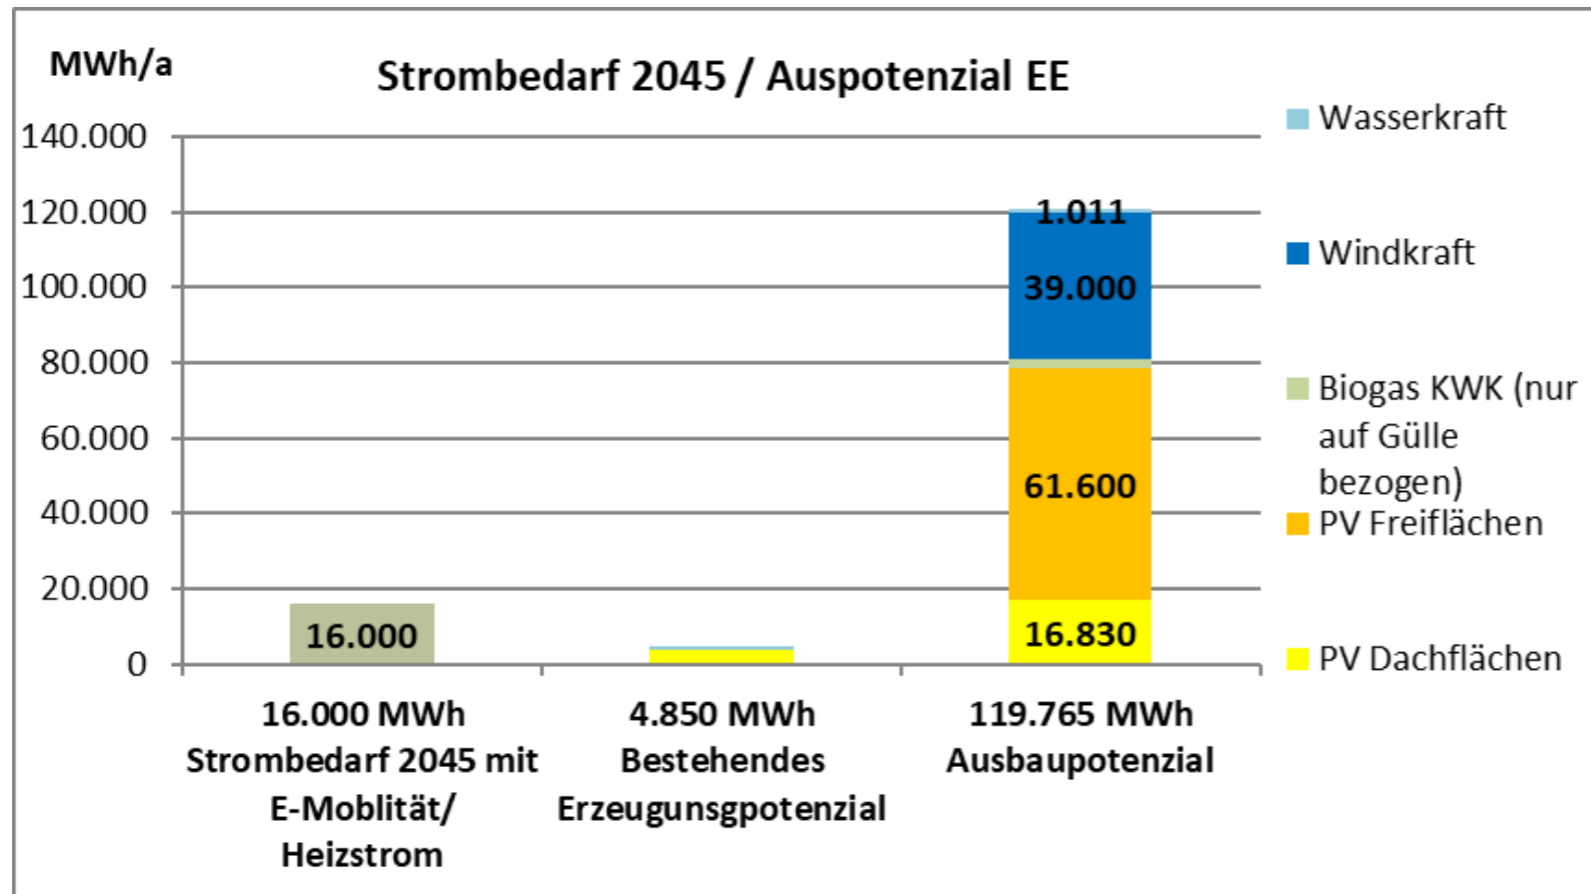 MWh/a
Strombedarf 2045 / Auspotenzial EE
140.000
120.000
100.000
80.000
60.000
40.000
20.000
0
1.011
39.000
61.600
16.830
16.000
16.000 MWh
Strombedarf 2045 mit
E-Moblität/
Heizstrom
4.850 MWh
Bestehendes
Erzeugunsgpotenzial
119.765 MWh
Ausbaupotenzial
Wasserkraft
Windkraft
Biogas KWK (nur
auf Gülle
bezogen)
PV Freiflächen
PV Dachflächen